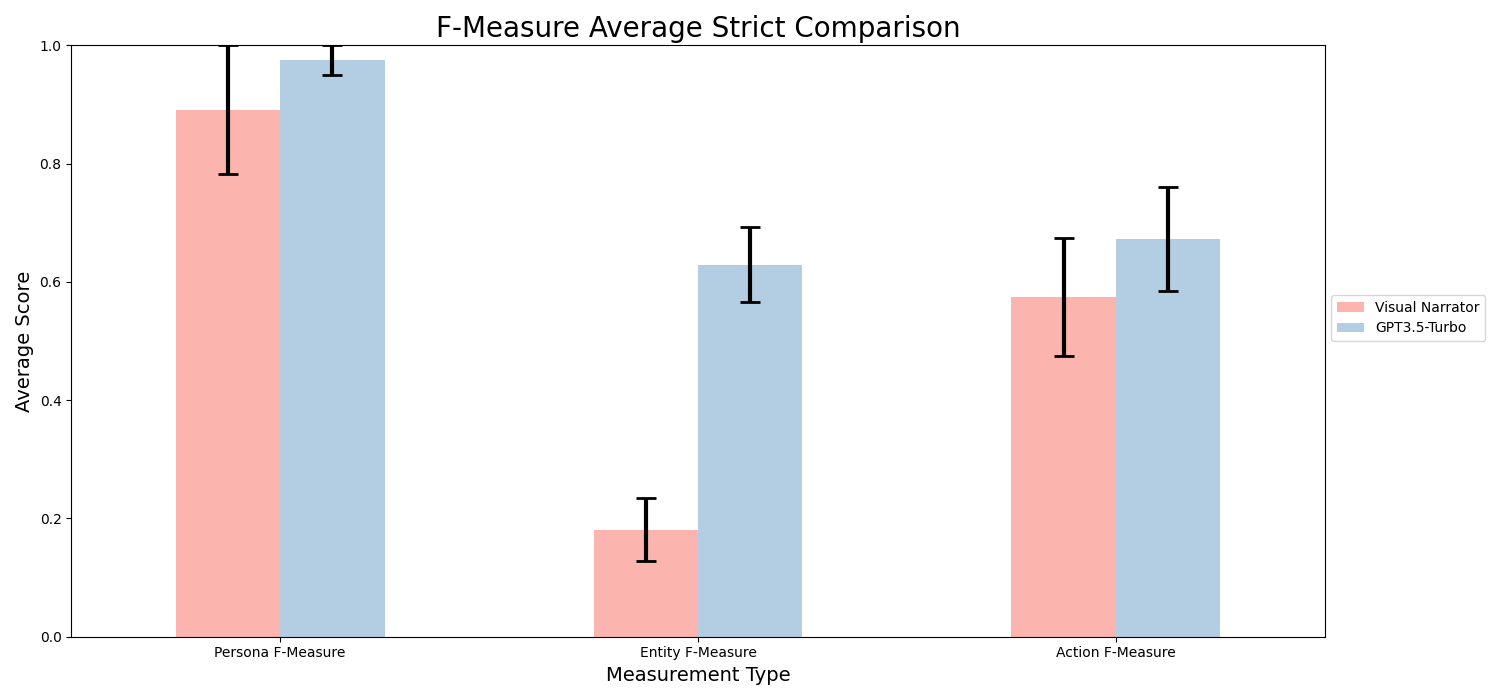 F-Measure Average Strict Comparison
1.0
0.8
0.6
0.4
0.2
0.0
Average Score
Persona F-Measure
Entity F-Measure
Action F-Measure
Measurement Type
Visual Narrator
GPT3.5-Turbo